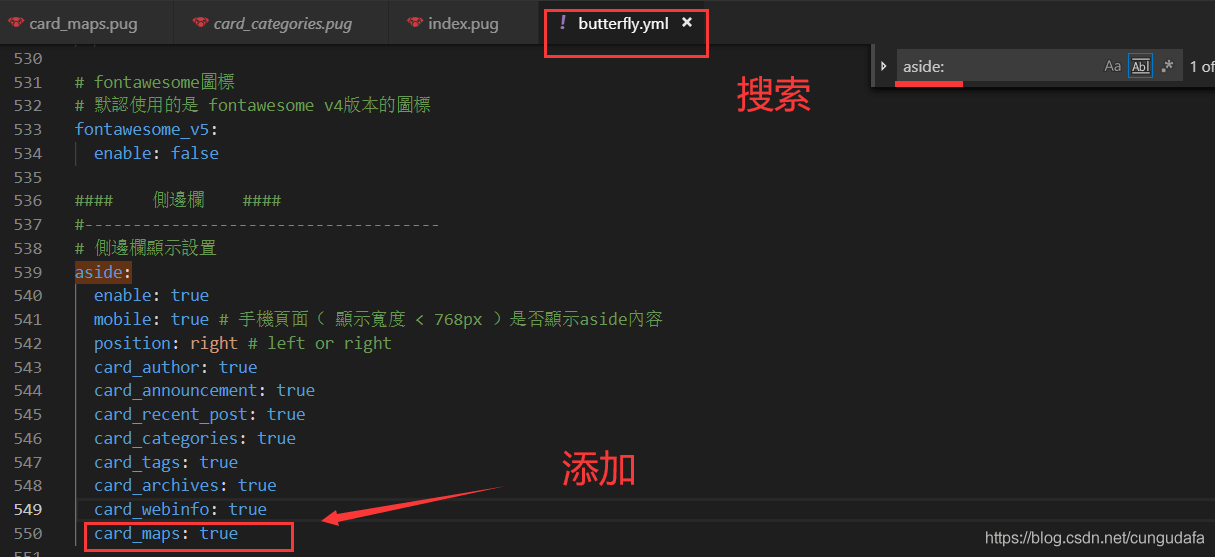 card_maps.pug card_categories.pug index.pug ! butterfly.yml ×
aside: Aa Abl .* 1 of
搜索
530
531 # fontawesome圖標
532 # 默認使用的是 fontawesome v4版本的圖標
533 fontawesome_v5:
534 enable: false
535
536 #### 側邊欄 ####
537 #-------------------------------------
538 # 側邊欄顯示設置
539 aside:
540 enable: true
541 mobile: true # 手機頁面（ 顯示寬度 < 768px ）是否顯示aside內容
542 position: right # left or right
543 card_author: true
544 card_announcement: true
545 card_recent_post: true
546 card_categories: true
547 card_tags: true
添加
548 card_archives: true
549 card_webinfo: true
550 card_maps: true
https://blog.csdn.net/cungudafa